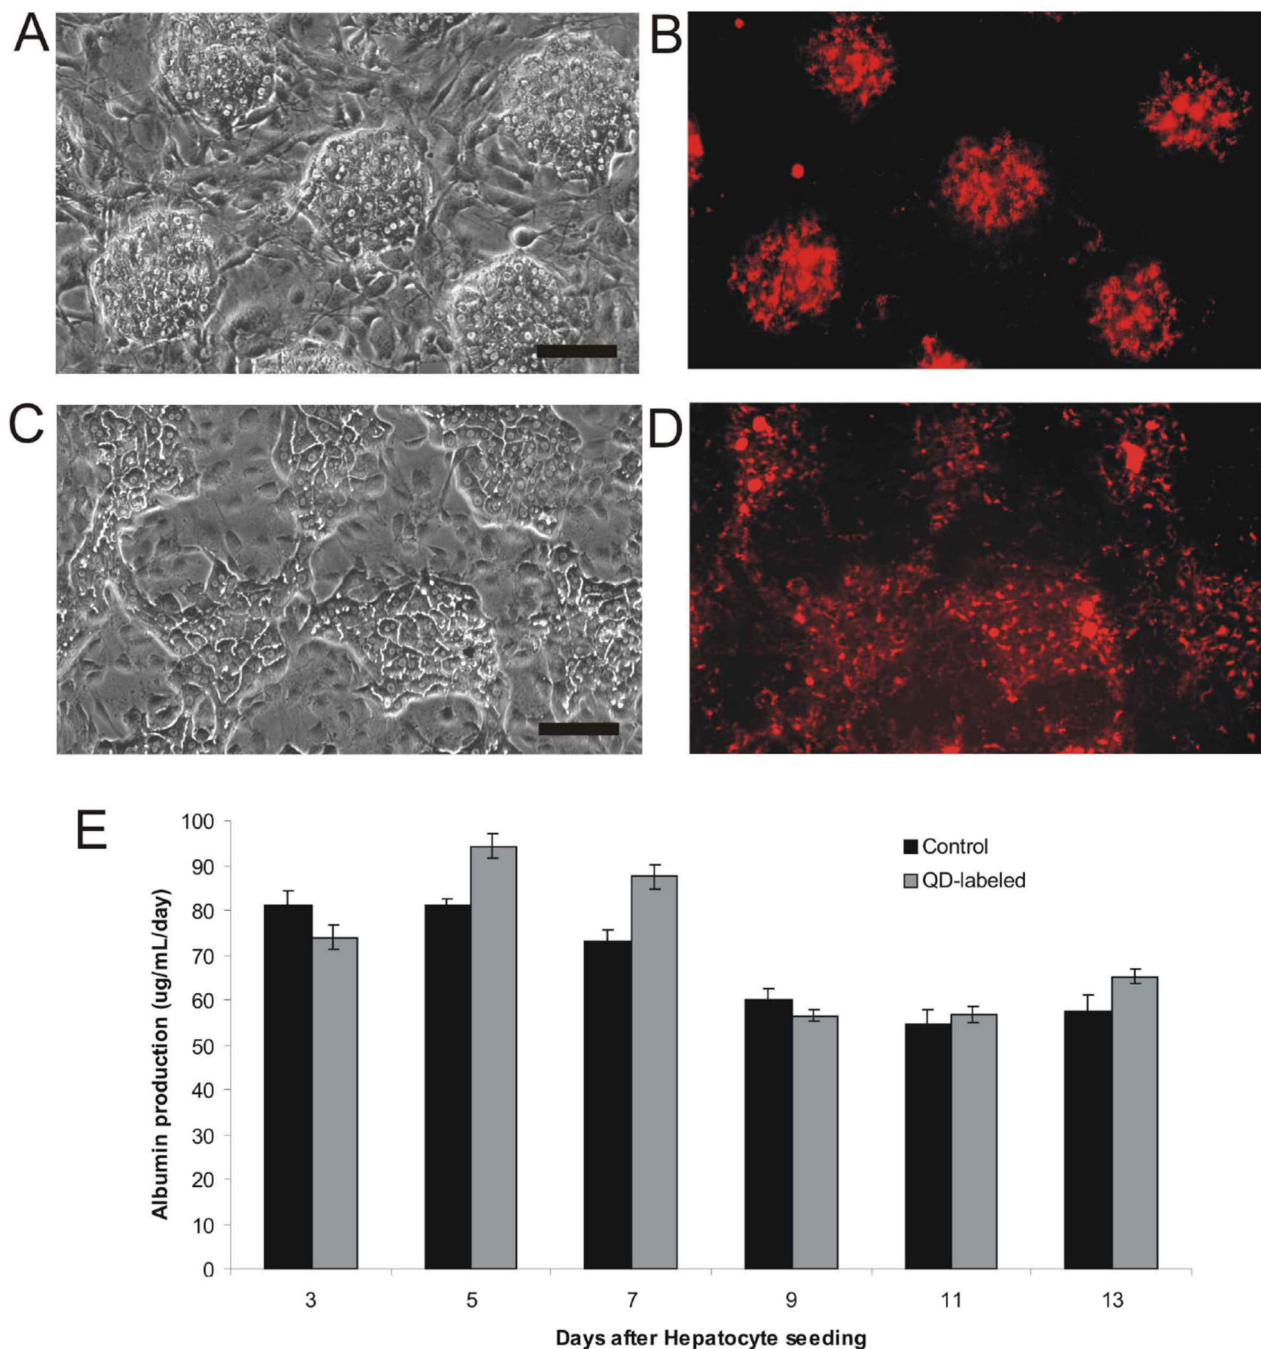 A
B
C
D
E
Albumin production (ug/mL/day)
100
90
80
70
60
50
40
30
20
10
0
Control
QD-labeled
3 5 7 9 11 13
Days after Hepatocyte seeding